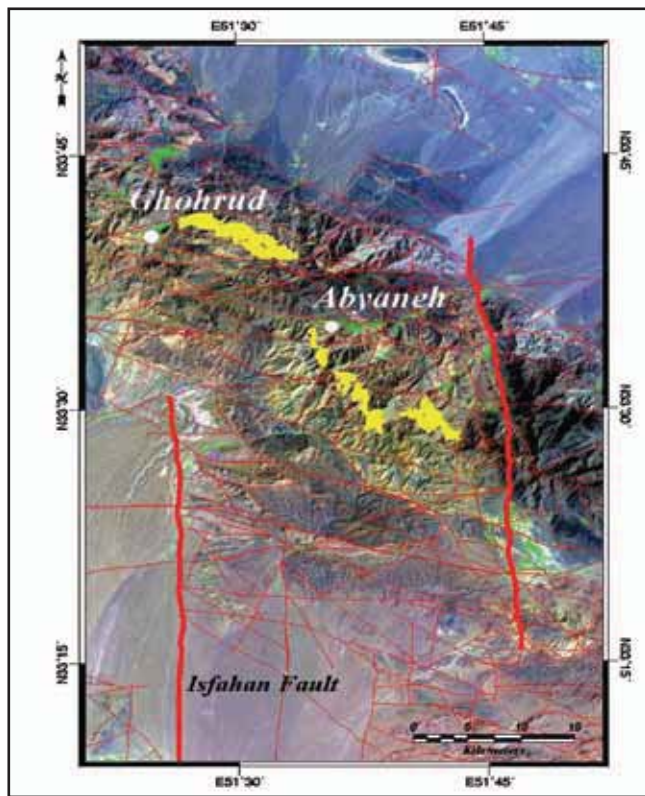 E51°30'
E51°45'
N
N33°45'
N33°45'
Ghohrud
Abyaneh
N33°30'
N33°30'
N33°15'
N33°15'
Isfahan Fault
0 5 10 15
Kilometers
E51°30'
E51°45'